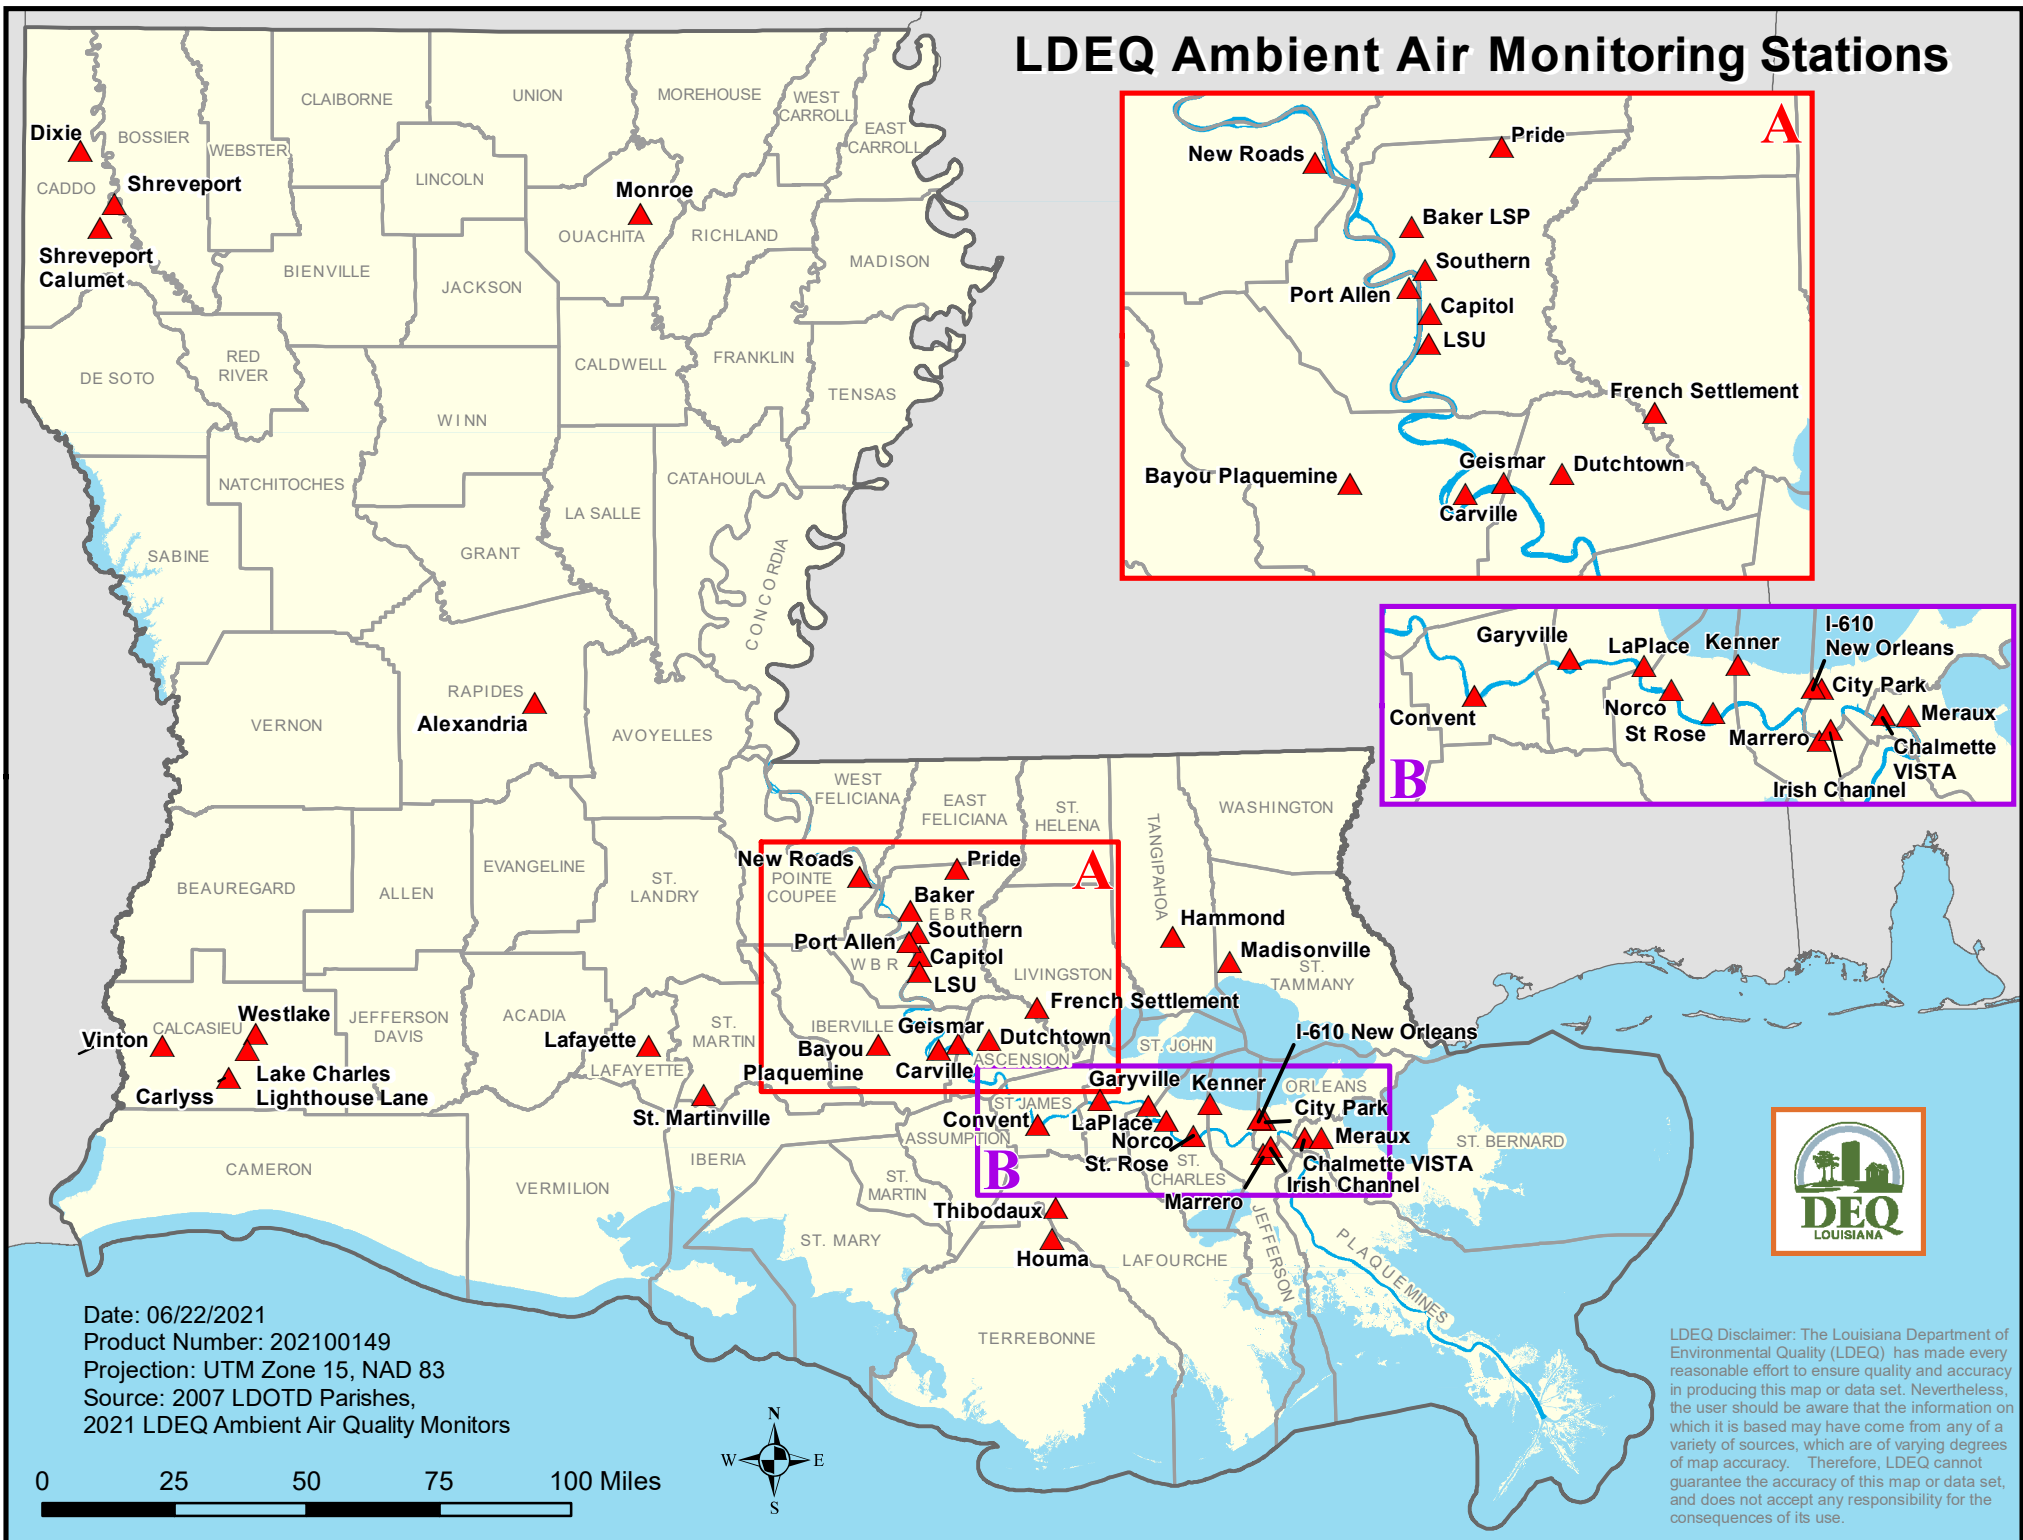 LDEQ Ambient Air Monitoring Stations
CLAIBORNE
UNION
MOREHOUSE
WEST
CARROLL
EAST
CARROLL
Dixie
BOSSIER
WEBSTER
CADDO
Shreveport
LINCOLN
Monroe
OUACHITA
RICHLAND
MADISON
Shreveport
Calumet
BIENVILLE
JACKSON
RED
RIVER
DE SOTO
CALDWELL
FRANKLIN
TENSAS
WINN
NATCHITOCHES
CATAHOULA
LA SALLE
SABINE
GRANT
CONCORDIA
RAPIDES
Alexandria
VERNON
AVOYELLES
A
Pride
New Roads
Baker LSP
Southern
Port Allen
Capitol
LSU
French Settlement
Geismar
Dutchtown
Bayou Plaquemine
Carville
I-610
New Orleans
Garyville
LaPlace
Kenner
City Park
Norco
Convent
St Rose
Marrero
Meraux
Chalmette
VISTA
Irish Channel
B
WEST
FELICIANA
EAST
FELICIANA
ST.
HELENA
TANGIPAHOA
WASHINGTON
BEAUREGARD
ALLEN
EVANGELINE
ST.
LANDRY
New Roads
POINTE
COUPEE
Pride
A
Baker
EBR
Southern
Port Allen
WBR
Capitol
LSU
LIVINGSTON
Hammond
Madisonville
ST.
TAMMANY
French Settlement
Vinton
CALCASIEU
Westlake
Carlyss
Lake Charles
Lighthouse Lane
JEFFERSON
DAVIS
ACADIA
Lafayette
LAFAYETTE
ST.
MARTIN
St. Martinville
IBERVILLE
Geismar
Bayou
Plaquemine
Carville
Dutchtown
ASCENSION
ST. JOHN
I-610 New Orleans
Garyville
Kenner
ORLEANS
ST JAMES
Convent
LaPlace
City Park
Norco
Meraux
ST. BERNARD
ASSUMPTION
St. Rose
ST.
CHARLES
Chalmette VISTA
Irish Channel
B
Marrero
CAMERON
VERMILION
IBERIA
ST.
MARTIN
Thibodaux
ST. MARY
Houma
LAFOURCHE
JEFFERSON
PLAQUEMINES
TERREBONNE
DEQ
LOUISIANA
Date: 06/22/2021
Product Number: 202100149
Projection: UTM Zone 15, NAD 83
Source: 2007 LDOTD Parishes,
2021 LDEQ Ambient Air Quality Monitors
0 25 50 75 100 Miles
N
W E
S
LDEQ Disclaimer: The Louisiana Department of
Environmental Quality (LDEQ) has made every
reasonable effort to ensure quality and accuracy
in producing this map or data set. Nevertheless,
the user should be aware that the information on
which it is based may have come from any of a
variety of sources, which are of varying degrees
of map accuracy. Therefore, LDEQ cannot
guarantee the accuracy of this map or data set,
and does not accept any responsibility for the
consequences of its use.